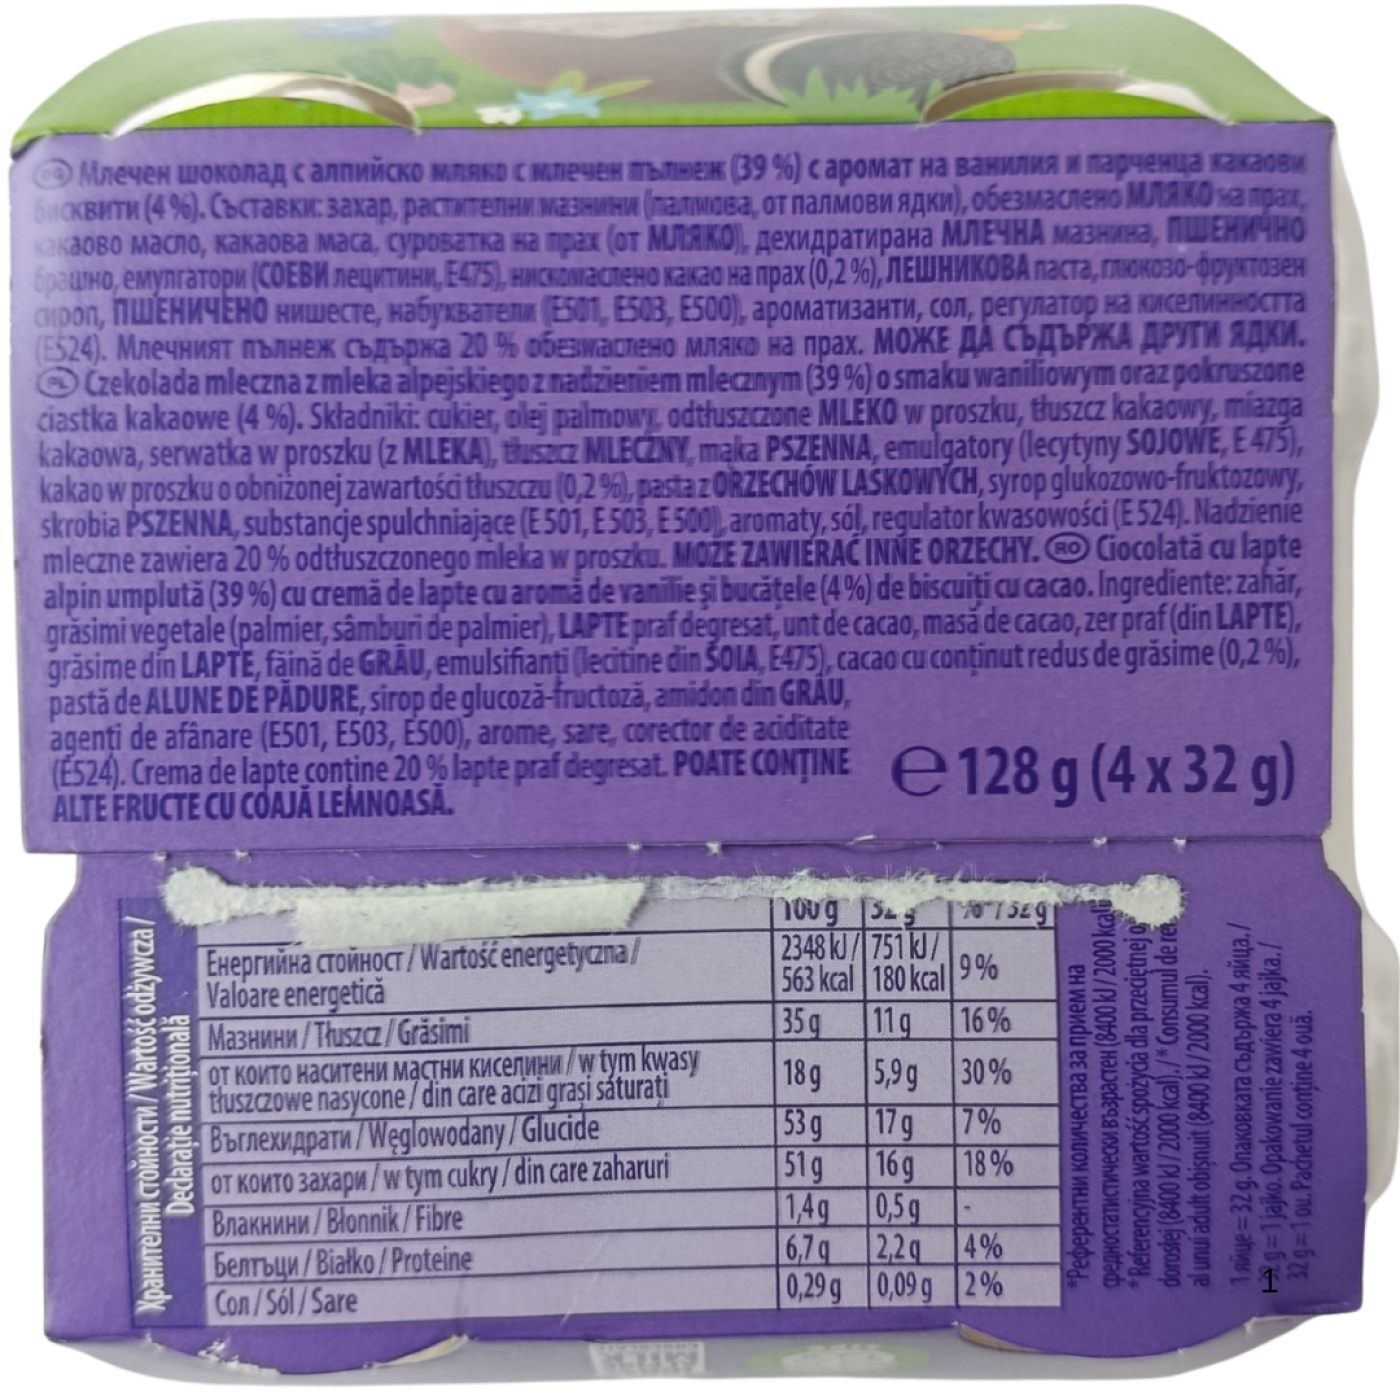 OREO
BG Млечен шоколад с алпийско мляко с млечен пълнеж (39 %) с аромат на ванилия и парченца какаови
бисквити (4 %). Съставки: захар, растителни мазнини (палмова, от палмови ядки), обезмаслено МЛЯКО на прах,
какаово масло, какаова маса, суроватка на прах (от МЛЯКО), дехидратирана МЛЕЧНА мазнина, ПШЕНИЧНО
брашно, емулгатори (СОЕВИ лецитини, E475), нискомаслено какао на прах (0,2 %), ЛЕШНИКОВА паста, глюкозо-фруктозен
сироп, ПШЕНИЧЕНО нишесте, набухватели (E501, E503, E500), ароматизанти, сол, регулатор на киселинността
(E524). Млечният пълнеж съдържа 20 % обезмаслено мляко на прах. МОЖЕ ДА СЪДЪРЖА ДРУГИ ЯДКИ.
PL Czekolada mleczna z mleka alpejskiego z nadzieniem mlecznym (39 %) o smaku waniliowym oraz pokruszone
ciastka kakaowe (4 %). Składniki: cukier, olej palmowy, odtłuszczone MLEKO w proszku, tłuszcz kakaowy, miazga
kakaowa, serwatka w proszku (z MLEKA), tłuszcz MLECZNY, mąka PSZENNA, emulgatory (lecytyny SOJOWE, E 475),
kakao w proszku o obniżonej zawartości tłuszczu (0,2 %), pasta z ORZECHÓW LASKOWYCH, syrop glukozowo-fruktozowy,
skrobia PSZENNA, substancje spulchniające (E 501, E 503, E 500), aromaty, sól, regulator kwasowości (E 524). Nadzienie
mleczne zawiera 20 % odtłuszczonego mleka w proszku. MOŻE ZAWIERAĆ INNE ORZECHY. RO Ciocolată cu lapte
alpin umplută (39 %) cu cremă de lapte cu aromă de vanilie și bucățele (4 %) de biscuiți cu cacao. Ingrediente: zahăr,
grăsimi vegetale (palmier, sâmburi de palmier), LAPTE praf degresat, unt de cacao, masă de cacao, zer praf (din LAPTE),
grăsime din LAPTE, făină de GRÂU, emulsifianți (lecitine din SOIA, E475), cacao cu conținut redus de grăsime (0,2 %),
pastă de ALUNE DE PĂDURE, sirop de glucoză-fructoză, amidon din GRÂU,
agenți de afânare (E501, E503, E500), arome, sare, corector de aciditate
(E524). Crema de lapte conține 20 % lapte praf degresat. POATE CONȚINE
ALTE FRUCTE CU COAJĂ LEMNOASĂ.
e 128 g (4 x 32 g)
Хранителни стойности / Wartość odżywcza /
Declarație nutrițională
100 g 32 g %* / 32 g
Енергийна стойност / Wartość energetyczna /
Valoare energetică
2348 kJ / 563 kcal 751 kJ / 180 kcal 9 %
Мазнини / Tłuszcz / Grăsimi 35 g 11 g 16 %
от които наситени мастни киселини / w tym kwasy
tłuszczowe nasycone / din care acizi grași saturați 18 g 5,9 g 30 %
Въглехидрати / Węglowodany / Glucide 53 g 17 g 7 %
от които захари / w tym cukry / din care zaharuri 51 g 16 g 18 %
Влакнини / Błonnik / Fibre 1,4 g 0,5 g -
Белтъци / Białko / Proteine 6,7 g 2,2 g 4 %
Сол / Sól / Sare 0,29 g 0,09 g 2 %
*Референтни количества за прием на
средностатистически възрастен (8400 kJ / 2000 kcal)
* Referencyjna wartość spożycia dla przeciętnej
dorosłej (8400 kJ / 2000 kcal). / * Consumul de
al unui adult obișnuit (8400 kJ / 2000 kcal).
1 яйце = 32 g. Опаковката съдържа 4 яйца. /
32 g = 1 jajko. Opakowanie zawiera 4 jajka. /
32 g = 1 ou. Pachetul conține 4 ouă.
1